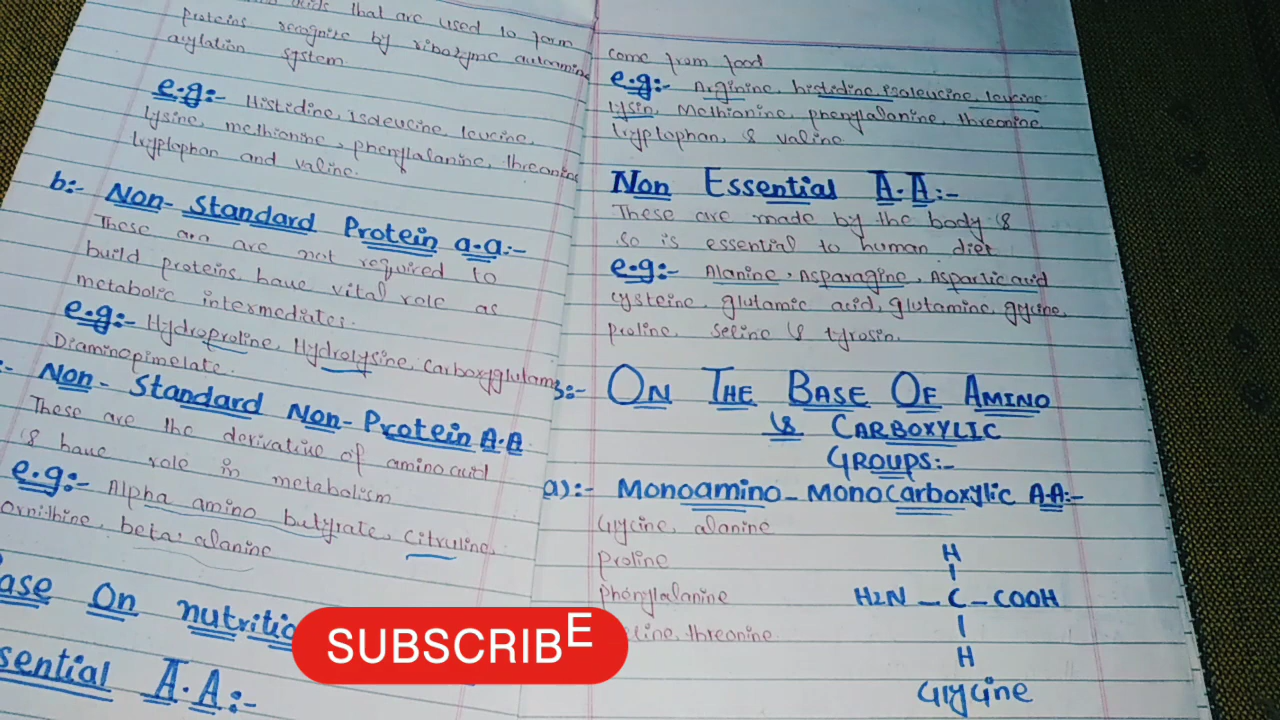 acids that are used to form
proteins recognize by ribozyme autoamino
acylation system
e.g:- Histidine, isoleucine, leucine,
lysine, methionine, phenylalanine, threonine
tryptophan and valine.
b:- Non-Standard Protein a.a:-
These are not required to
build proteins have vital role as
metabolic intermediates.
e.g:- Hydroproline, Hydrolysine, Carboxyglutam
Diaminopimelate.
:- Non-Standard Non-Protein A.A
These are the derivative of amino acid
& have role in metabolism
e.g:- Alpha amino butyrate, Citruline,
ornithine, beta alanine
ase On nutritio
sential A.A:-
come from food
e.g:- Arginine, histidine, isoleucine, leucine
lysin, Methionine, phenylalanine, threonine
tryptophan, & valine
Non Essential A.A:-
These are made by the body &
so is essential to human diet
e.g:- Alanine, Asparagine, Aspartic acid
cysteine, glutamic acid, glutamine, glycine,
proline, seline & tyrosin.
3:- ON THE BASE OF AMINO
& CARBOXYLIC
GROUPS:-
a):- Monoamino-Monocarboxylic A.A:-
Glycine, alanine
Proline
Phenylalanine
line, threonine
H
H2N - C - COOH
H
Glycine
SUBSCRIBE